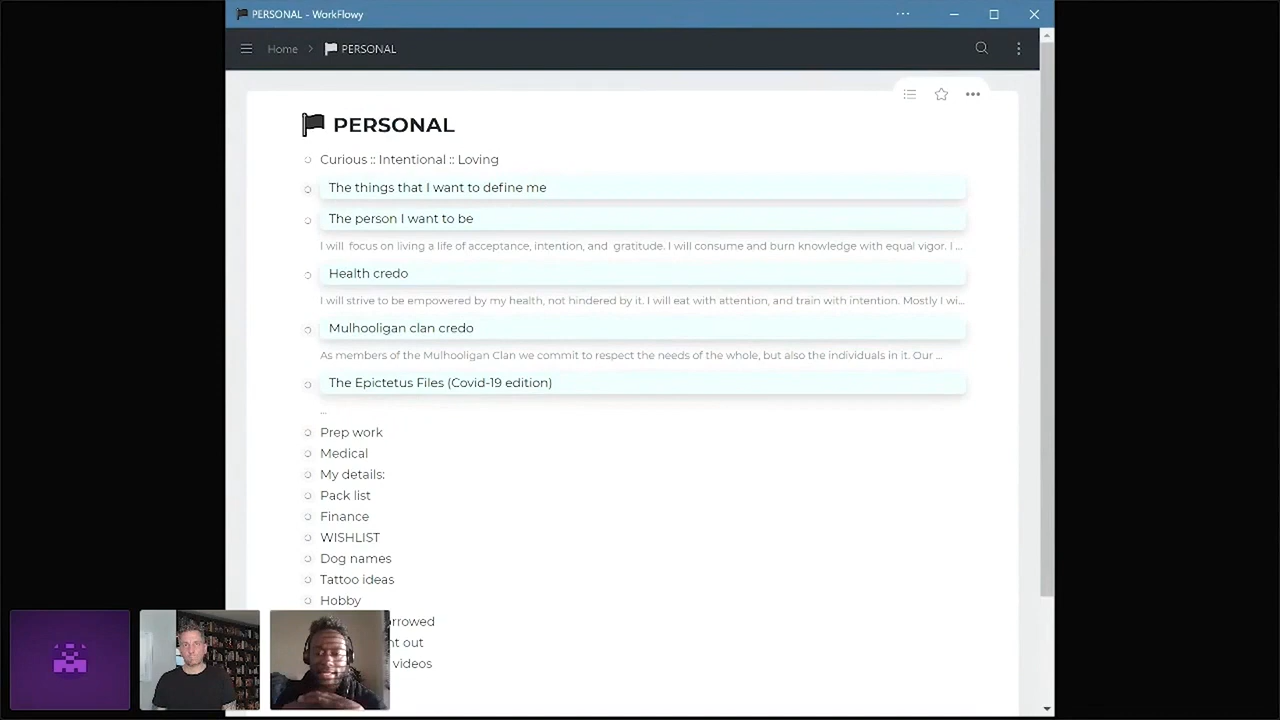 PERSONAL - WorkFlowy
Home > PERSONAL
PERSONAL
Curious :: Intentional :: Loving
The things that I want to define me
The person I want to be
I will focus on living a life of acceptance, intention, and gratitude. I will consume and burn knowledge with equal vigor. I ...
Health credo
I will strive to be empowered by my health, not hindered by it. I will eat with attention, and train with intention. Mostly I wi...
Mulhooligan clan credo
As members of the Mulhooligan Clan we commit to respect the needs of the whole, but also the individuals in it. Our ...
The Epictetus Files (Covid-19 edition)
...
Prep work
Medical
My details:
Pack list
Finance
WISHLIST
Dog names
Tattoo ideas
Hobby
out
videos